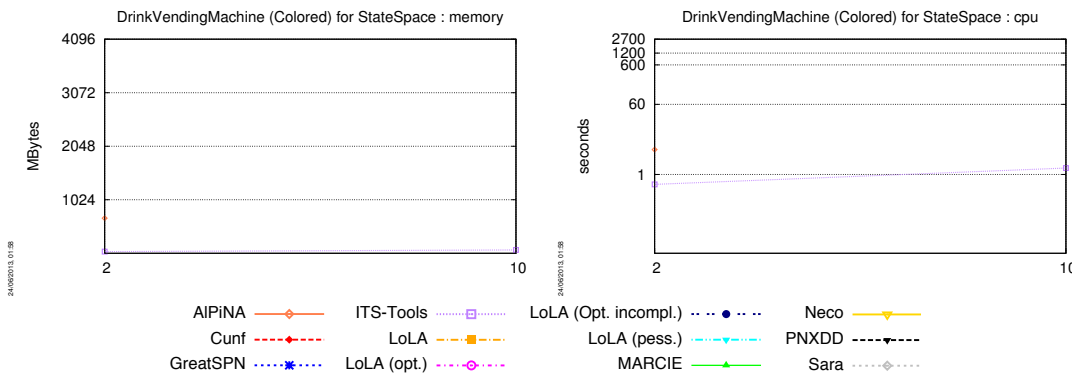 DrinkVendingMachine (Colored) for StateSpace : memory
4096
3072
2048
1024
MBytes
2
10
24/06/2013, 01:58
DrinkVendingMachine (Colored) for StateSpace : cpu
2700
1200
600
60
1
seconds
2
10
24/06/2013, 01:58
AlPiNA
ITS-Tools
LoLA (Opt. incompl.)
Neco
Cunf
LoLA
LoLA (pess.)
PNXDD
GreatSPN
LoLA (opt.)
MARCIE
Sara